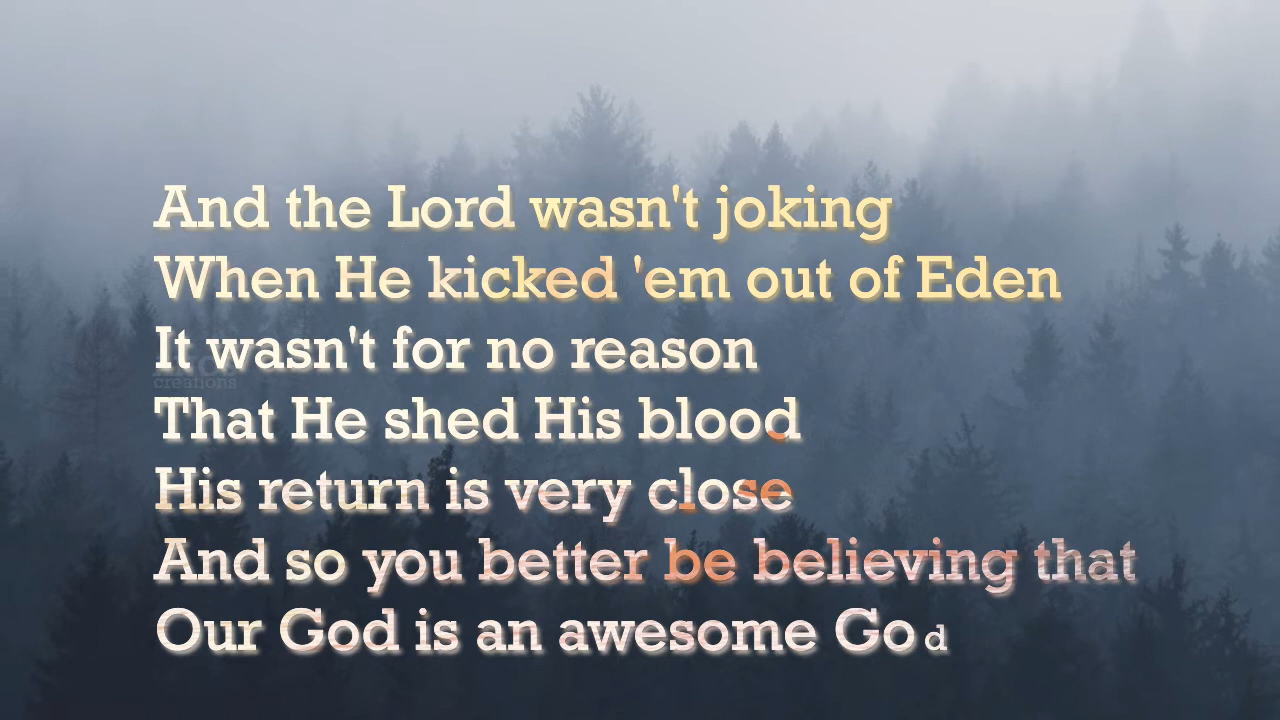 And the Lord wasn't joking
When He kicked 'em out of Eden
It wasn't for no reason
creations
That He shed His blood
His return is very close
And so you better be believing that
Our God is an awesome God